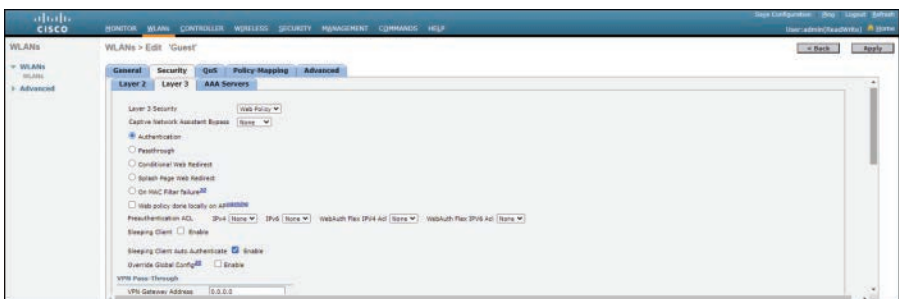 Save Configuration Ping Logout Refresh
CISCO MONITOR WLANs CONTROLLER WIRELESS SECURITY MANAGEMENT COMMANDS HELP User:admin(ReadWrite) Home
WLANs WLANs > Edit 'Guest' < Back Apply
WLANs
WLANs
Advanced
General Security QoS Policy-Mapping Advanced
Layer 2 Layer 3 AAA Servers
Layer 3 Security Web Policy
Captive Network Assistant Bypass None
Authentication
Passthrough
Conditional Web Redirect
Splash Page Web Redirect
On MAC Filter failure
Web policy done locally on AP
Preauthentication ACL IPv4 None IPv6 None WebAuth Flex IPv4 Acl None WebAuth Flex IPv6 Acl None
Sleeping Client Enable
Sleeping Client Auto Authenticate Enable
Override Global Config Enable
VPN Pass-Through
VPN Gateway Address 0.0.0.0